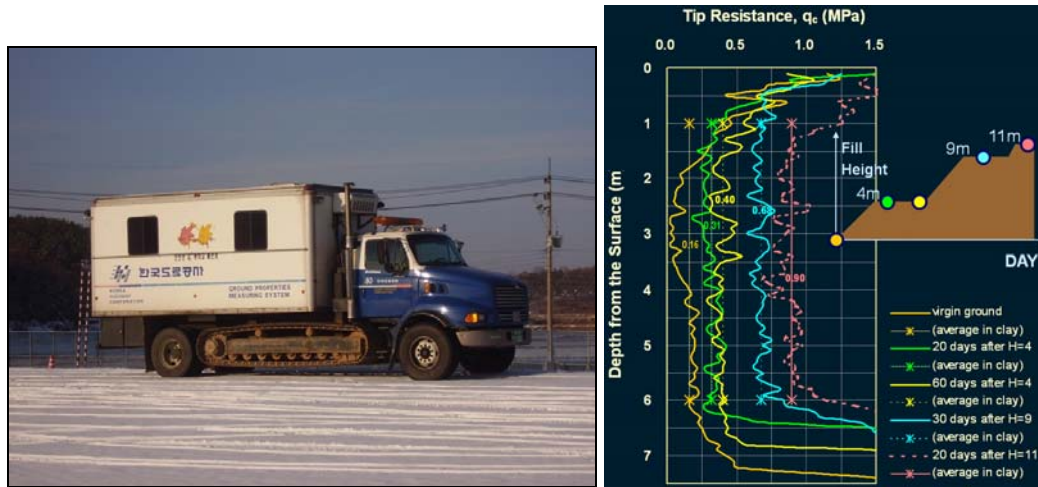 한국도로공사
KOREA
HIGHWAY
CORPORATION
GROUND PROPERTIES
MEASURING SYSTEM
Tip Resistance, qc (MPa)
0.0 0.5 1.0 1.5
Depth from the Surface (m
0
1
2
3
4
5
6
7
0.16
0.31
0.40
0.68
0.90
Fill
Height
4m
9m
11m
DAY
virgin ground
(average in clay)
20 days after H=4
(average in clay)
60 days after H=4
(average in clay)
30 days after H=9
(average in clay)
20 days after H=11
(average in clay)